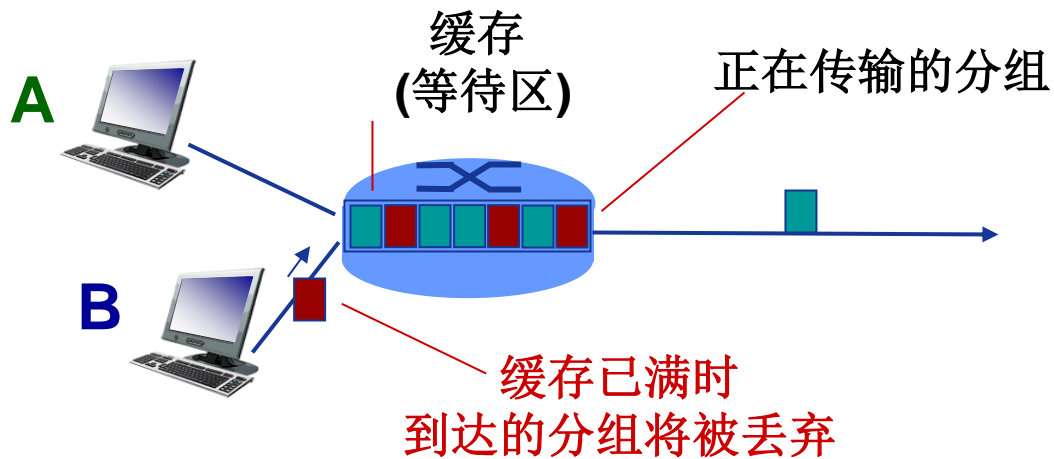 缓存
(等待区)
正在传输的分组
A
B
缓存已满时
到达的分组将被丢弃